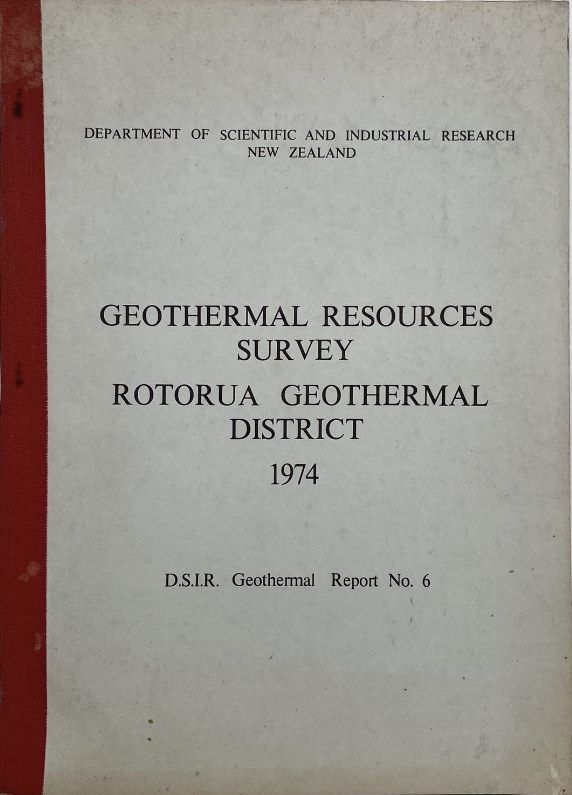 DEPARTMENT OF SCIENTIFIC AND INDUSTRIAL RESEARCH
NEW ZEALAND
GEOTHERMAL RESOURCES
SURVEY
ROTORUA GEOTHERMAL
DISTRICT
1974
D.S.I.R. Geothermal Report No. 6